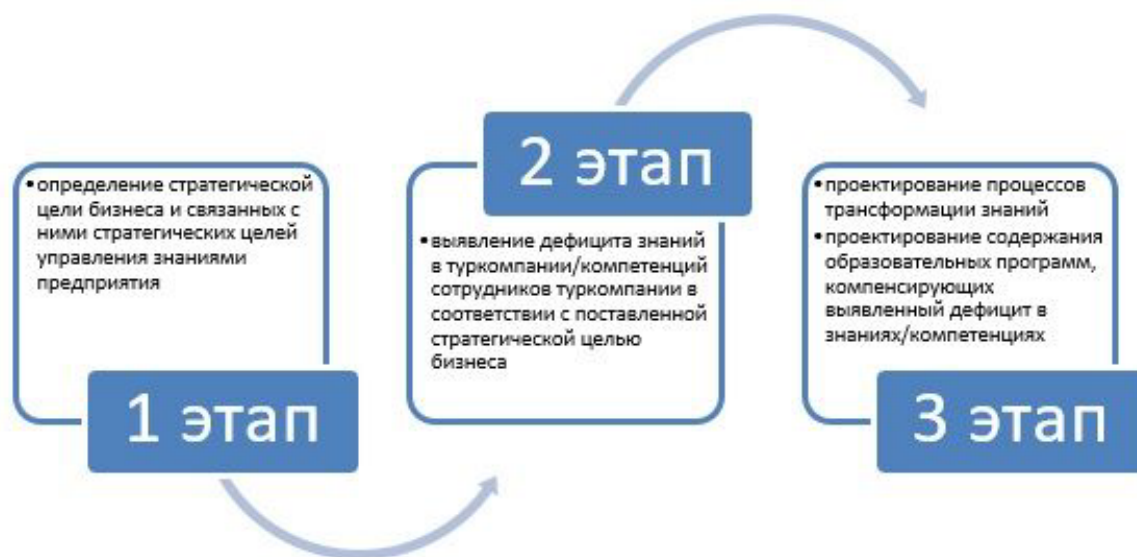 •определение стратегической
цели бизнеса и связанных с
ними стратегических целей
управления знаниями
предприятия
1 этап
2 этап
•выявление дефицита знаний
в туркомпании/компетенций
сотрудников туркомпании в
соответствии с поставленной
стратегической целью
бизнеса
•проектирование процессов
трансформации знаний
•проектирование содержания
образовательных программ,
компенсирующих
выявленный дефицит в
знаниях/компетенциях
3 этап